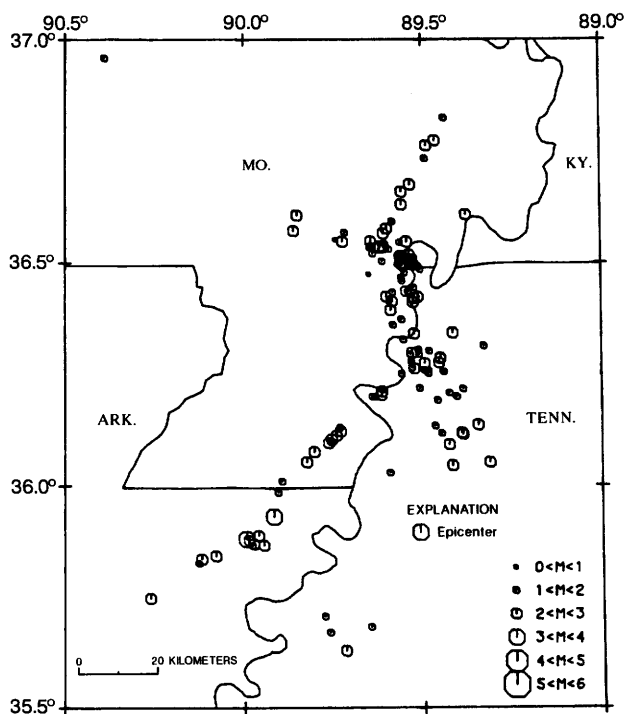 90.5° 90.0° 89.5° 89.0°
37.0°
MO.
KY.
36.5°
ARK.
TENN.
36.0°
EXPLANATION
Epicenter
0<M<1
1<M<2
2<M<3
3<M<4
4<M<5
5<M<6
0 20 KILOMETERS
35.5°